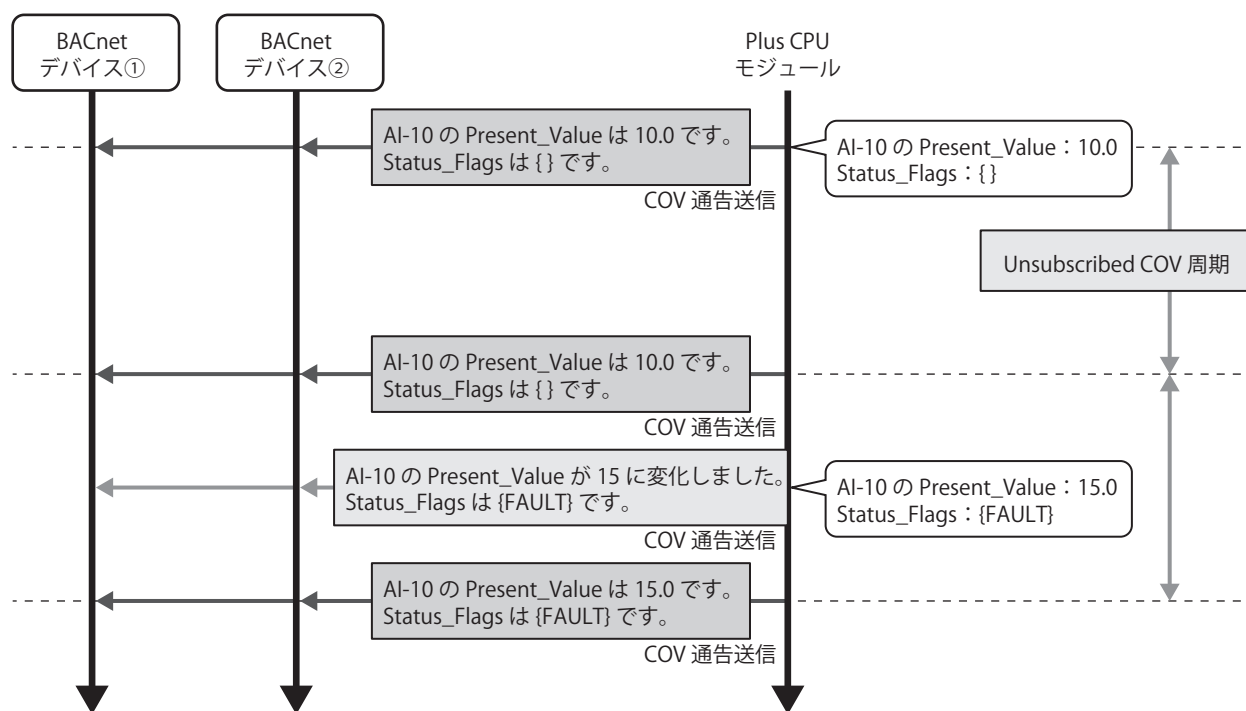 BACnet
デバイス①
BACnet
デバイス②
Plus CPU
モジュール
AI-10 の Present_Value は 10.0 です。
Status_Flags は { } です。
COV 通告送信
AI-10 の Present_Value：10.0
Status_Flags：{ }
Unsubscribed COV 周期
AI-10 の Present_Value は 10.0 です。
Status_Flags は { } です。
COV 通告送信
AI-10 の Present_Value が 15 に変化しました。
Status_Flags は {FAULT} です。
COV 通告送信
AI-10 の Present_Value：15.0
Status_Flags：{FAULT}
AI-10 の Present_Value は 15.0 です。
Status_Flags は {FAULT} です。
COV 通告送信